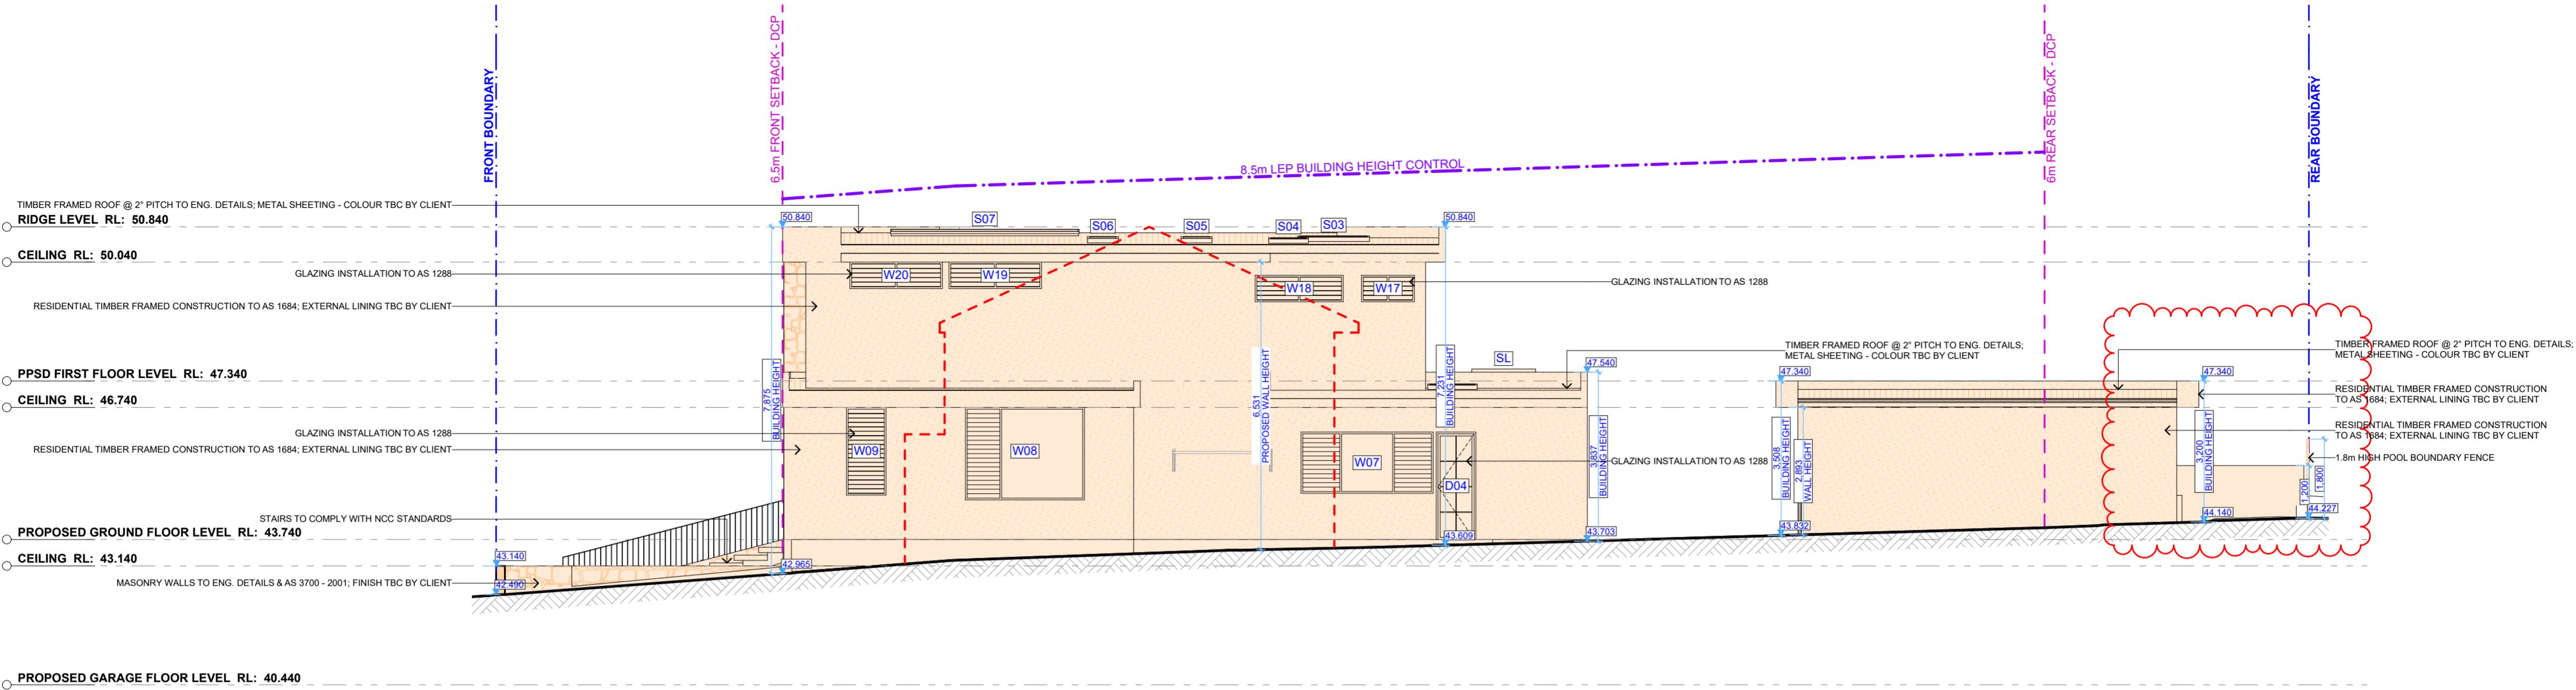 FRONT BOUNDARY
6.5m FRONT SETBACK - DCP
8.5m LEP BUILDING HEIGHT CONTROL
6m REAR SETBACK - DCP
REAR BOUNDARY
TIMBER FRAMED ROOF @ 2° PITCH TO ENG. DETAILS; METAL SHEETING - COLOUR TBC BY CLIENT
RIDGE LEVEL RL: 50.840
50.840
S07
S06
S05
S04
S03
50.840
CEILING RL: 50.040
GLAZING INSTALLATION TO AS 1288
W20
W19
W18
W17
GLAZING INSTALLATION TO AS 1288
RESIDENTIAL TIMBER FRAMED CONSTRUCTION TO AS 1684; EXTERNAL LINING TBC BY CLIENT
TIMBER FRAMED ROOF @ 2° PITCH TO ENG. DETAILS;
METAL SHEETING - COLOUR TBC BY CLIENT
TIMBER FRAMED ROOF @ 2° PITCH TO ENG. DETAILS;
METAL SHEETING - COLOUR TBC BY CLIENT
SL
47.540
PPSD FIRST FLOOR LEVEL RL: 47.340
47.340
47.340
RESIDENTIAL TIMBER FRAMED CONSTRUCTION
TO AS 1684; EXTERNAL LINING TBC BY CLIENT
CEILING RL: 46.740
7.875
BUILDING HEIGHT
6.531
PROPOSED WALL HEIGHT
7.231
BUILDING HEIGHT
3.837
BUILDING HEIGHT
3.508
BUILDING HEIGHT
2.893
WALL HEIGHT
3.200
BUILDING HEIGHT
RESIDENTIAL TIMBER FRAMED CONSTRUCTION
TO AS 1684; EXTERNAL LINING TBC BY CLIENT
GLAZING INSTALLATION TO AS 1288
RESIDENTIAL TIMBER FRAMED CONSTRUCTION TO AS 1684; EXTERNAL LINING TBC BY CLIENT
W09
W08
W07
D04
GLAZING INSTALLATION TO AS 1288
1.8m HIGH POOL BOUNDARY FENCE
1.200
1.800
STAIRS TO COMPLY WITH NCC STANDARDS
44.140
44.227
PROPOSED GROUND FLOOR LEVEL RL: 43.740
43.609
43.703
43.832
CEILING RL: 43.140
43.140
42.965
MASONRY WALLS TO ENG. DETAILS & AS 3700 - 2001; FINISH TBC BY CLIENT
42.490
PROPOSED GARAGE FLOOR LEVEL RL: 40.440